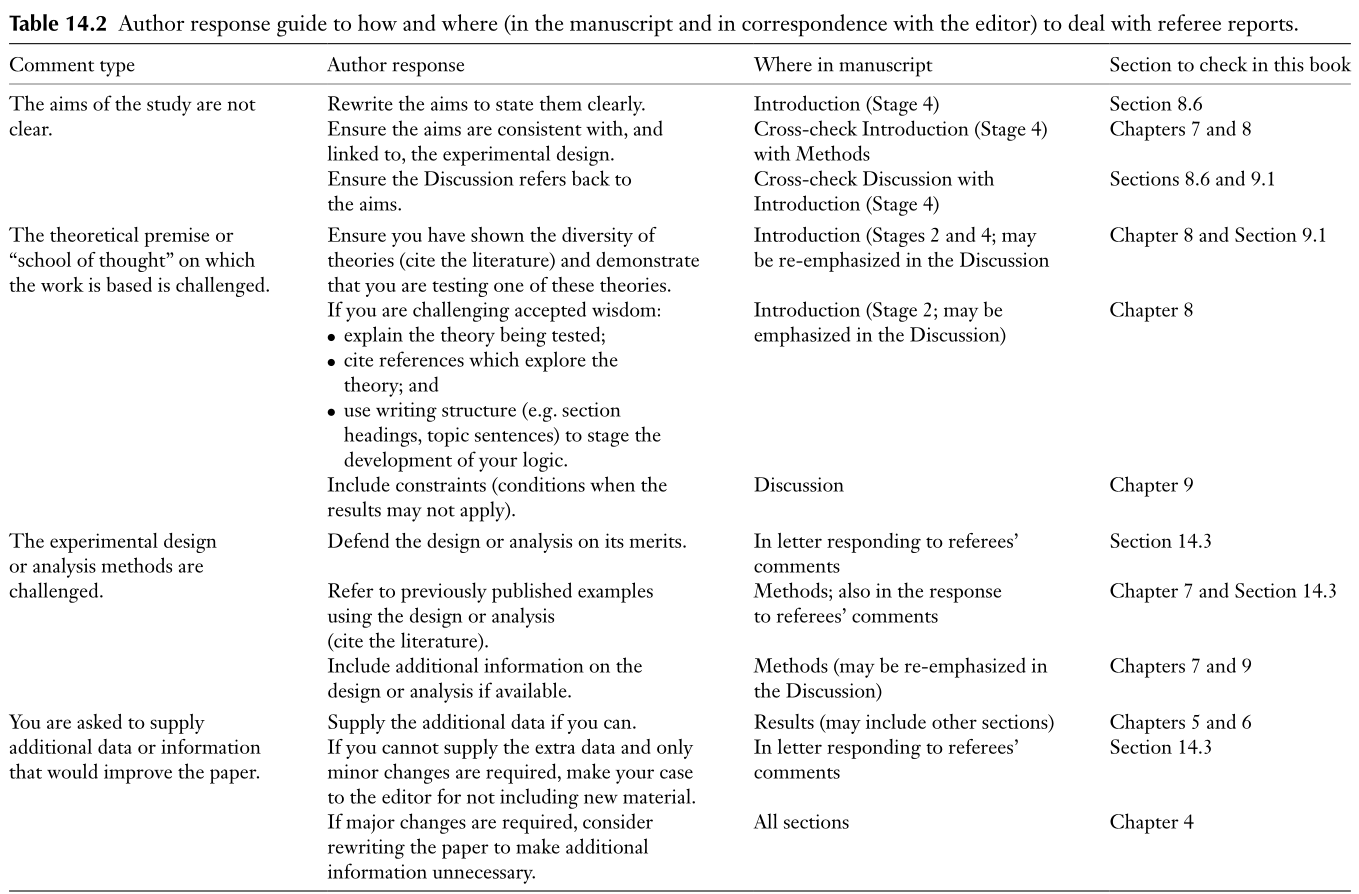 Table 14.2 Author response guide to how and where (in the manuscript and in correspondence with the editor) to deal with referee reports.
Comment type Author response Where in manuscript Section to check in this book
The aims of the study are not Rewrite the aims to state them clearly. Introduction (Stage 4) Section 8.6
clear. Ensure the aims are consistent with, and Cross-check Introduction (Stage 4) Chapters 7 and 8
linked to, the experimental design. with Methods
Ensure the Discussion refers back to Cross-check Discussion with Sections 8.6 and 9.1
the aims. Introduction (Stage 4)
The theoretical premise or Ensure you have shown the diversity of Introduction (Stages 2 and 4; may Chapter 8 and Section 9.1
“school of thought” on which theories (cite the literature) and demonstrate be re-emphasized in the Discussion
the work is based is challenged. that you are testing one of these theories.
If you are challenging accepted wisdom: Introduction (Stage 2; may be Chapter 8
• explain the theory being tested; emphasized in the Discussion)
• cite references which explore the
theory; and
• use writing structure (e.g. section
headings, topic sentences) to stage the
development of your logic.
Include constraints (conditions when the Discussion Chapter 9
results may not apply).
The experimental design Defend the design or analysis on its merits. In letter responding to referees’ Section 14.3
or analysis methods are comments
challenged. Refer to previously published examples Methods; also in the response Chapter 7 and Section 14.3
using the design or analysis to referees’ comments
(cite the literature).
Include additional information on the Methods (may be re-emphasized in Chapters 7 and 9
design or analysis if available. the Discussion)
You are asked to supply Supply the additional data if you can. Results (may include other sections) Chapters 5 and 6
additional data or information If you cannot supply the extra data and only In letter responding to referees’ Section 14.3
that would improve the paper. minor changes are required, make your case comments
to the editor for not including new material.
If major changes are required, consider All sections Chapter 4
rewriting the paper to make additional
information unnecessary.